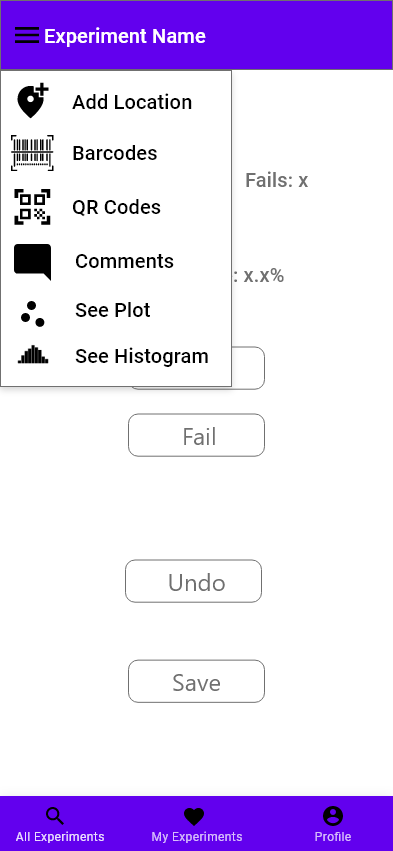 Experiment Name
Add Location
Barcodes
Fails: x
QR Codes
Comments
: x.x%
See Plot
See Histogram
Fail
Undo
Save
All Experiments
My Experiments
Profile